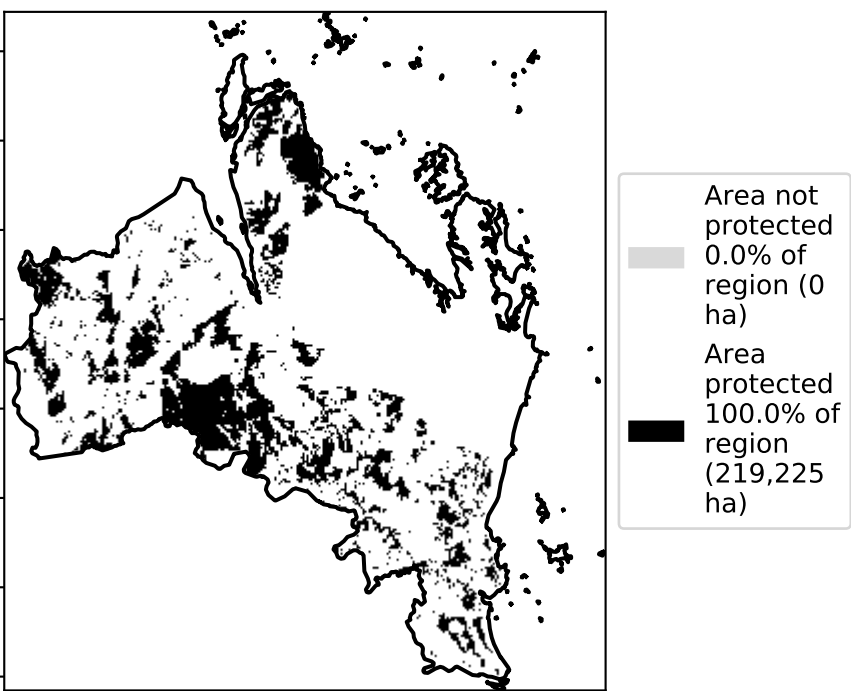 Area not
protected
0.0% of
region (0
ha)
Area
protected
100.0% of
region
(219,225
ha)